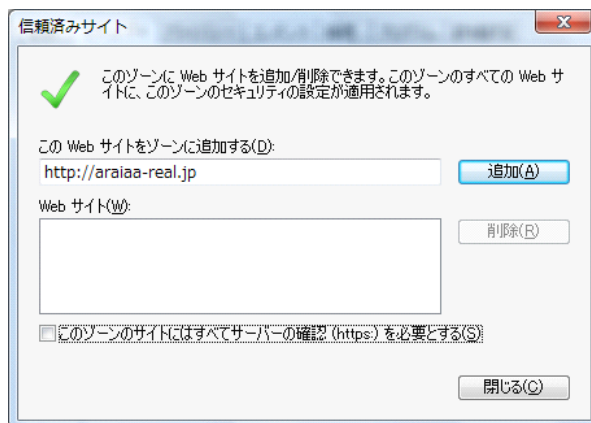 信頼済みサイト
このゾーンに Web サイトを追加/削除できます。このゾーンのすべての Web サ
イトに、このゾーンのセキュリティの設定が適用されます。
この Web サイトをゾーンに追加する(D):
http://araiaa-real.jp
追加(A)
Web サイト(W):
削除(R)
このゾーンのサイトにはすべてサーバーの確認 (https:) を必要とする(S)
閉じる(C)